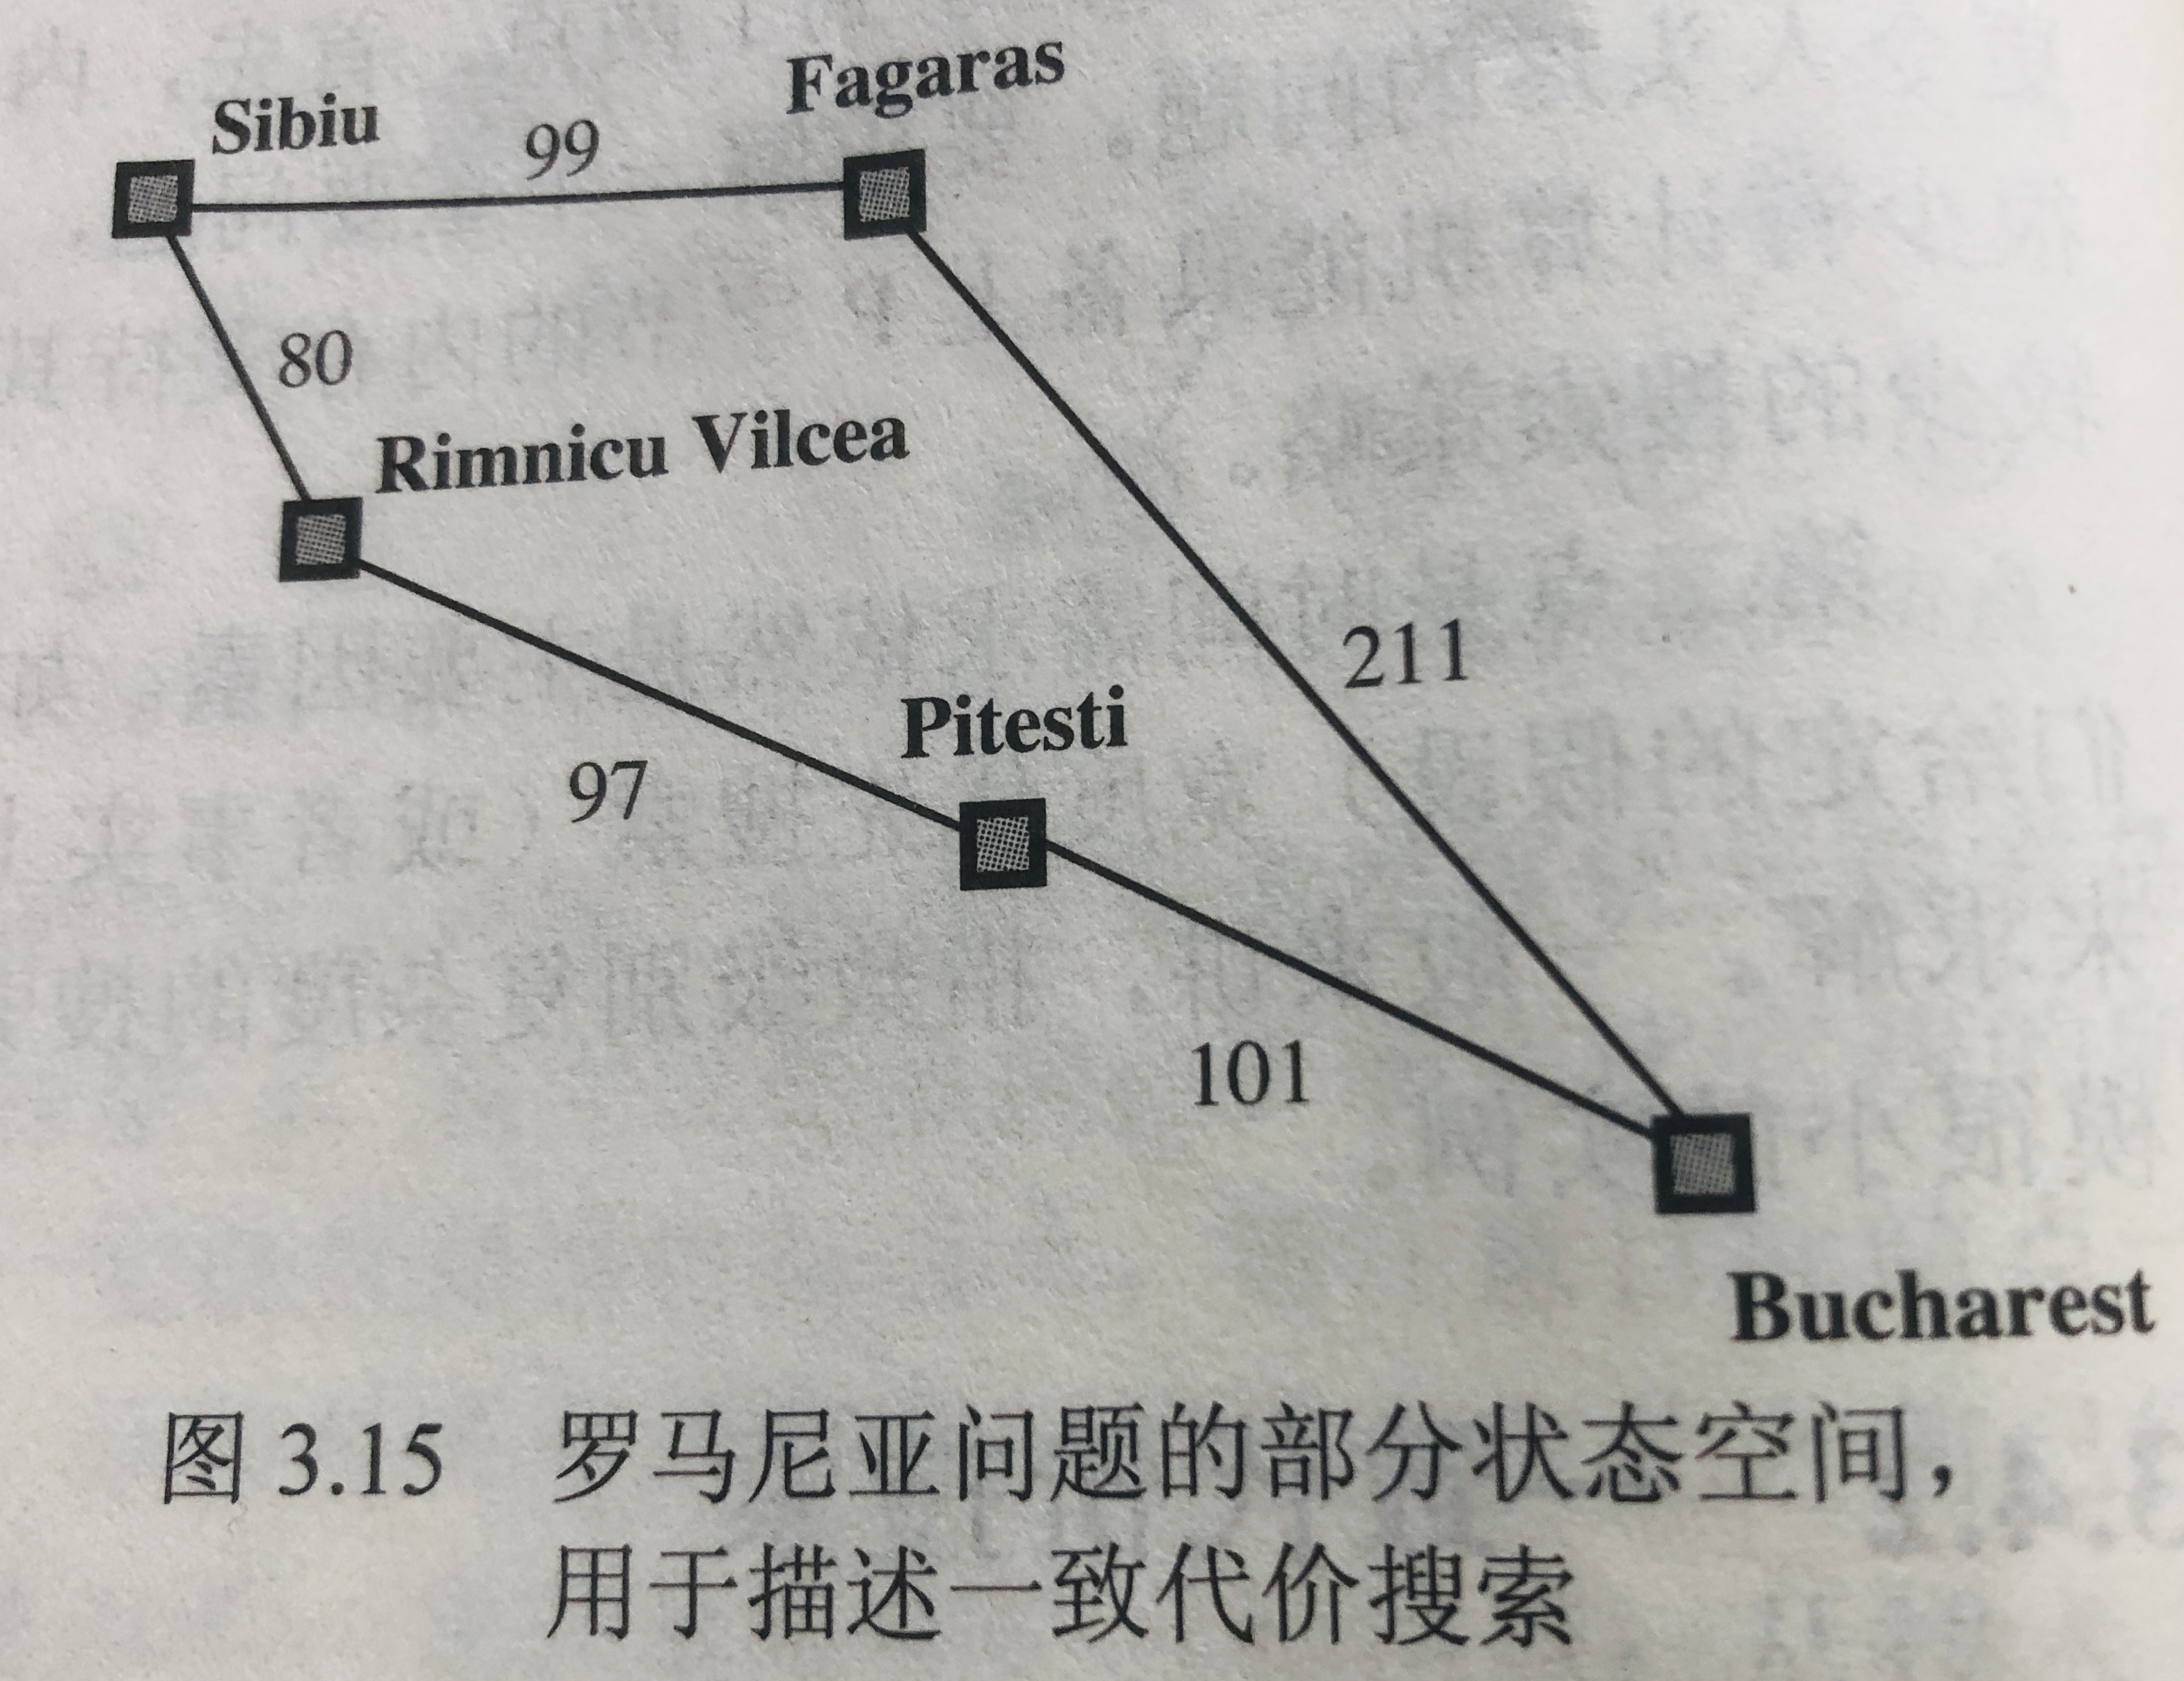 Fagaras
Sibiu
99
80
Rimnicu Vilcea
211
Pitesti
97
101
Bucharest
图 3.15 罗马尼亚问题的部分状态空间，
用于描述一致代价搜索